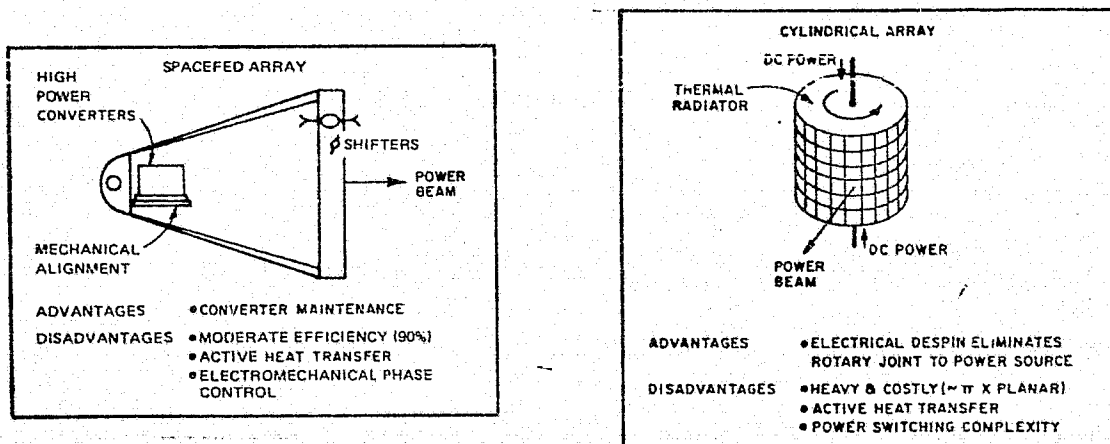 SPACEFED ARRAY
HIGH
POWER
CONVERTERS
ϕ SHIFTERS
POWER
BEAM
MECHANICAL
ALIGNMENT
ADVANTAGES • CONVERTER MAINTENANCE
DISADVANTAGES • MODERATE EFFICIENCY (90%)
• ACTIVE HEAT TRANSFER
• ELECTROMECHANICAL PHASE
CONTROL
CYLINDRICAL ARRAY
DC POWER
THERMAL
RADIATOR
DC POWER
POWER
BEAM
ADVANTAGES • ELECTRICAL DESPIN ELIMINATES
ROTARY JOINT TO POWER SOURCE
DISADVANTAGES • HEAVY & COSTLY (~ π X PLANAR)
• ACTIVE HEAT TRANSFER
• POWER SWITCHING COMPLEXITY